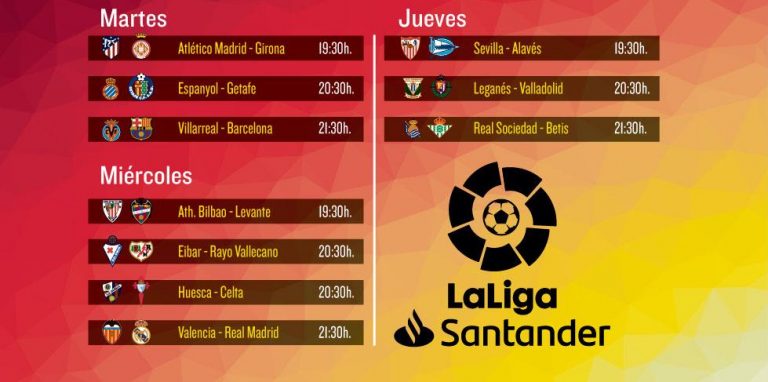 Martes
Atlético Madrid - Girona 19:30h.
Espanyol - Getafe 20:30h.
Villarreal - Barcelona 21:30h.
Miércoles
Ath. Bilbao - Levante 19:30h.
Eibar - Rayo Vallecano 20:30h.
Huesca - Celta 20:30h.
Valencia - Real Madrid 21:30h.
Jueves
Sevilla - Alavés 19:30h.
Leganés - Valladolid 20:30h.
Real Sociedad - Betis 21:30h.
LaLiga
Santander